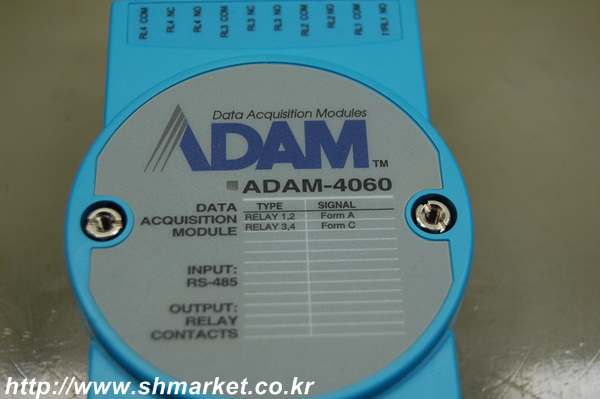 RL4 COM
RL4 NC
RL4 NO
RL3 COM
RL3 NC
RL3 NO
RL2 COM
RL2 NO
RL1 COM
11RL1 NO
Data Acquisition Modules
ADAM TM
ADAM-4060
DATA ACQUISITION MODULE
TYPE SIGNAL
RELAY 1,2 Form A
RELAY 3,4 Form C
INPUT:
RS-485
OUTPUT:
RELAY
CONTACTS
http://www.shmarket.co.kr